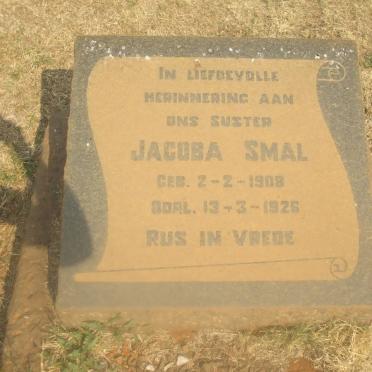 IN LIEFDEVOLLE
HERINNERING AAN
ONS SUSTER
JACOBA SMAL
GEB. 2-2-1908
OORL. 13-3-1926
RUS IN VREDE